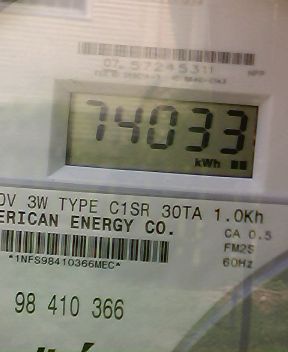 07 57245311
74033
kWh
0V 3W TYPE C1SR 30TA 1.0Kh
ERICAN ENERGY CO.
CA 0.5
FM2S
60Hz
*1NFS98410366MEC*
98 410 366